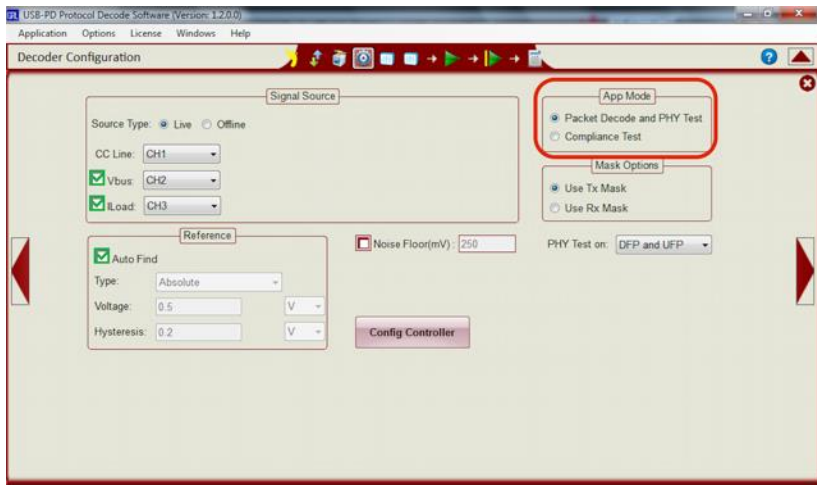 USB-PD Protocol Decode Software (Version: 1.2.0.0)
Application Options License Windows Help
Decoder Configuration
Signal Source
Source Type: Live Offline
CC Line: CH1
Vbus: CH2
ILoad: CH3
App Mode
Packet Decode and PHY Test
Compliance Test
Mask Options
Use Tx Mask
Use Rx Mask
Reference
Auto Find
Type: Absolute
Voltage: 0.5 V
Hysteresis: 0.2 V
Noise Floor(mV) : 250
PHY Test on: DFP and UFP
Config Controller